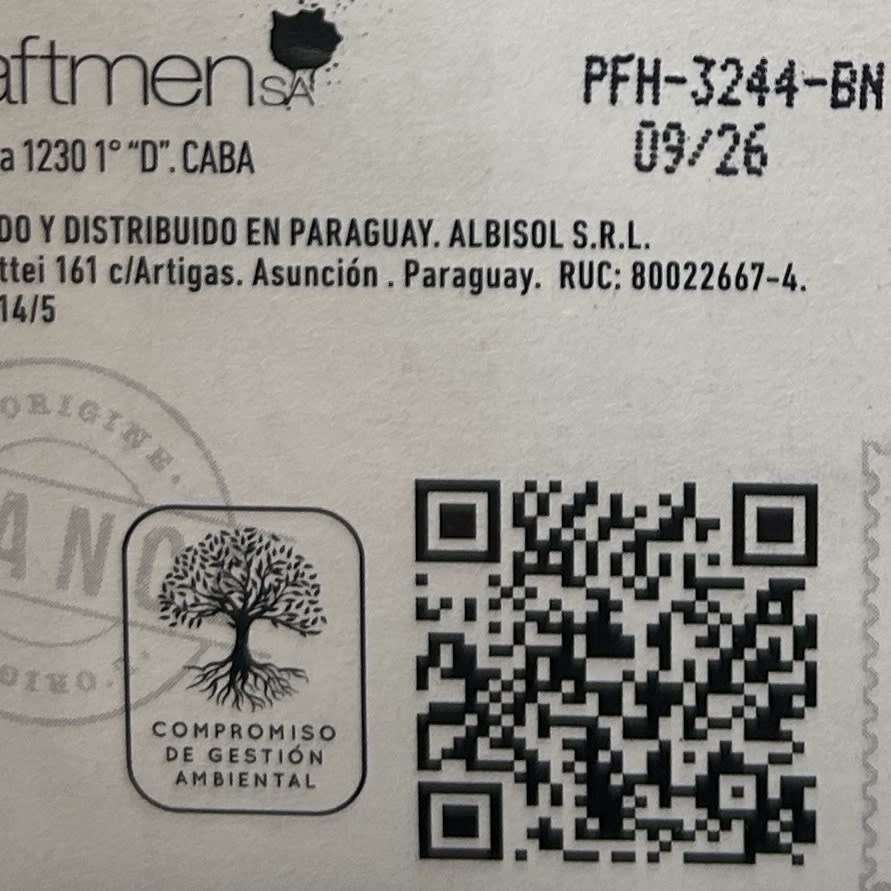 aftmen SA
PFH-3244-BN
09/26
a 1230 1° “D”. CABA
DO Y DISTRIBUIDO EN PARAGUAY. ALBISOL S.R.L.
ttei 161 c/Artigas. Asunción . Paraguay. RUC: 80022667-4.
14/5
ORIGINE
ANO
COMPROMISO
DE GESTIÓN
AMBIENTAL